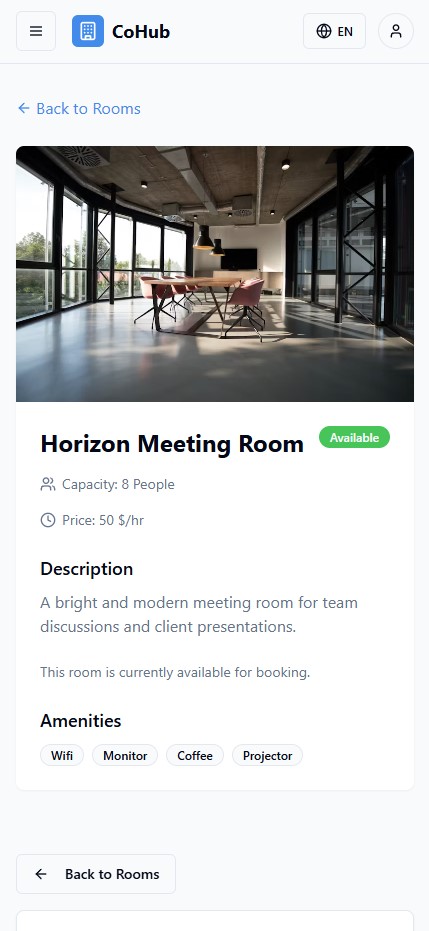 CoHub
EN
Back to Rooms
Horizon Meeting Room
Available
Capacity: 8 People
Price: 50 $/hr
Description
A bright and modern meeting room for team
discussions and client presentations.
This room is currently available for booking.
Amenities
Wifi
Monitor
Coffee
Projector
Back to Rooms